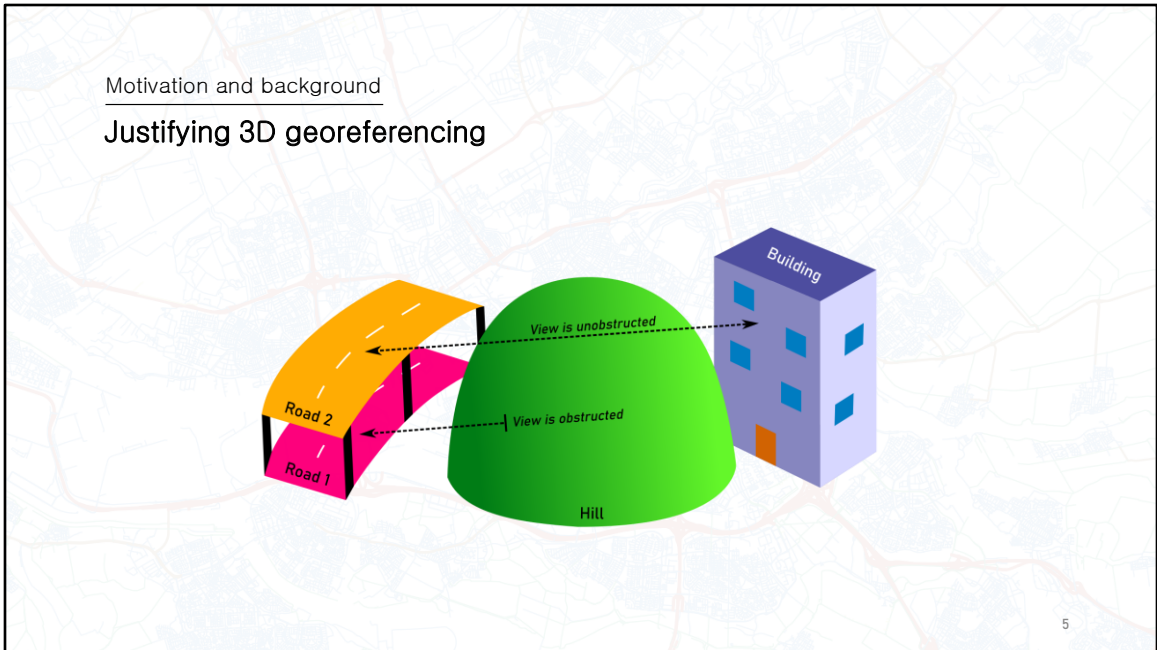 Motivation and background
Justifying 3D georeferencing
Building
View is unobstructed
Road 2
View is obstructed
Road 1
Hill
5